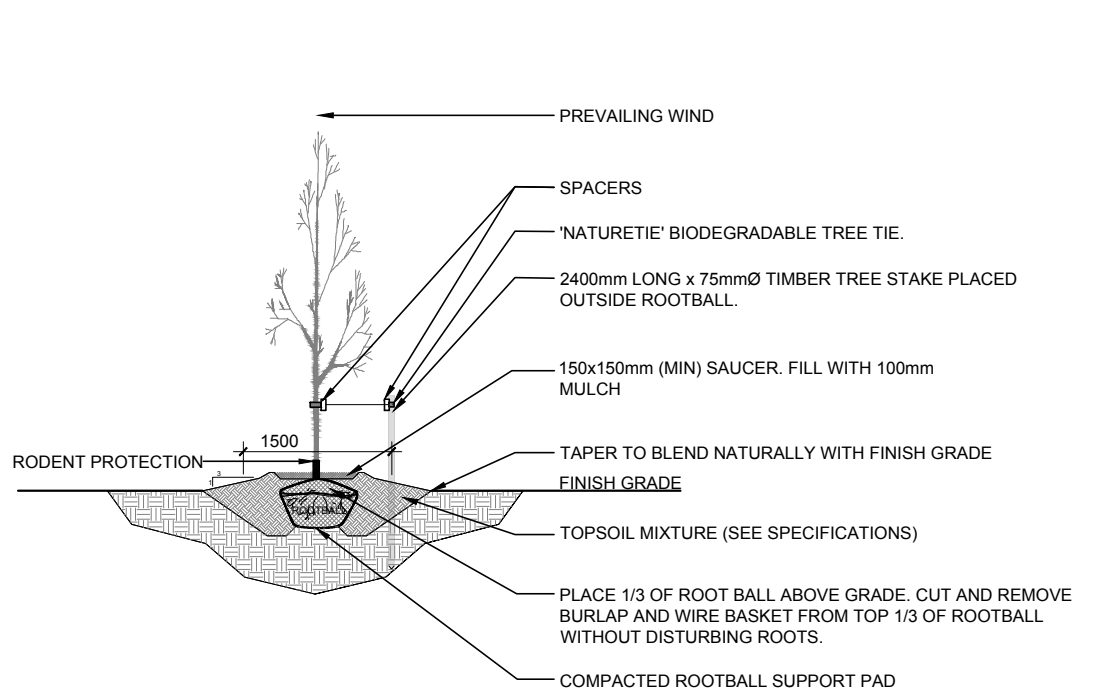 PREVAILING WIND
SPACERS
'NATURETIE' BIODEGRADABLE TREE TIE.
2400mm LONG x 75mmØ TIMBER TREE STAKE PLACED
OUTSIDE ROOTBALL.
150x150mm (MIN) SAUCER. FILL WITH 100mm
MULCH
1500
TAPER TO BLEND NATURALLY WITH FINISH GRADE
RODENT PROTECTION
3
1
FINISH GRADE
ROOTBALL
TOPSOIL MIXTURE (SEE SPECIFICATIONS)
PLACE 1/3 OF ROOT BALL ABOVE GRADE. CUT AND REMOVE
BURLAP AND WIRE BASKET FROM TOP 1/3 OF ROOTBALL
WITHOUT DISTURBING ROOTS.
COMPACTED ROOTBALL SUPPORT PAD